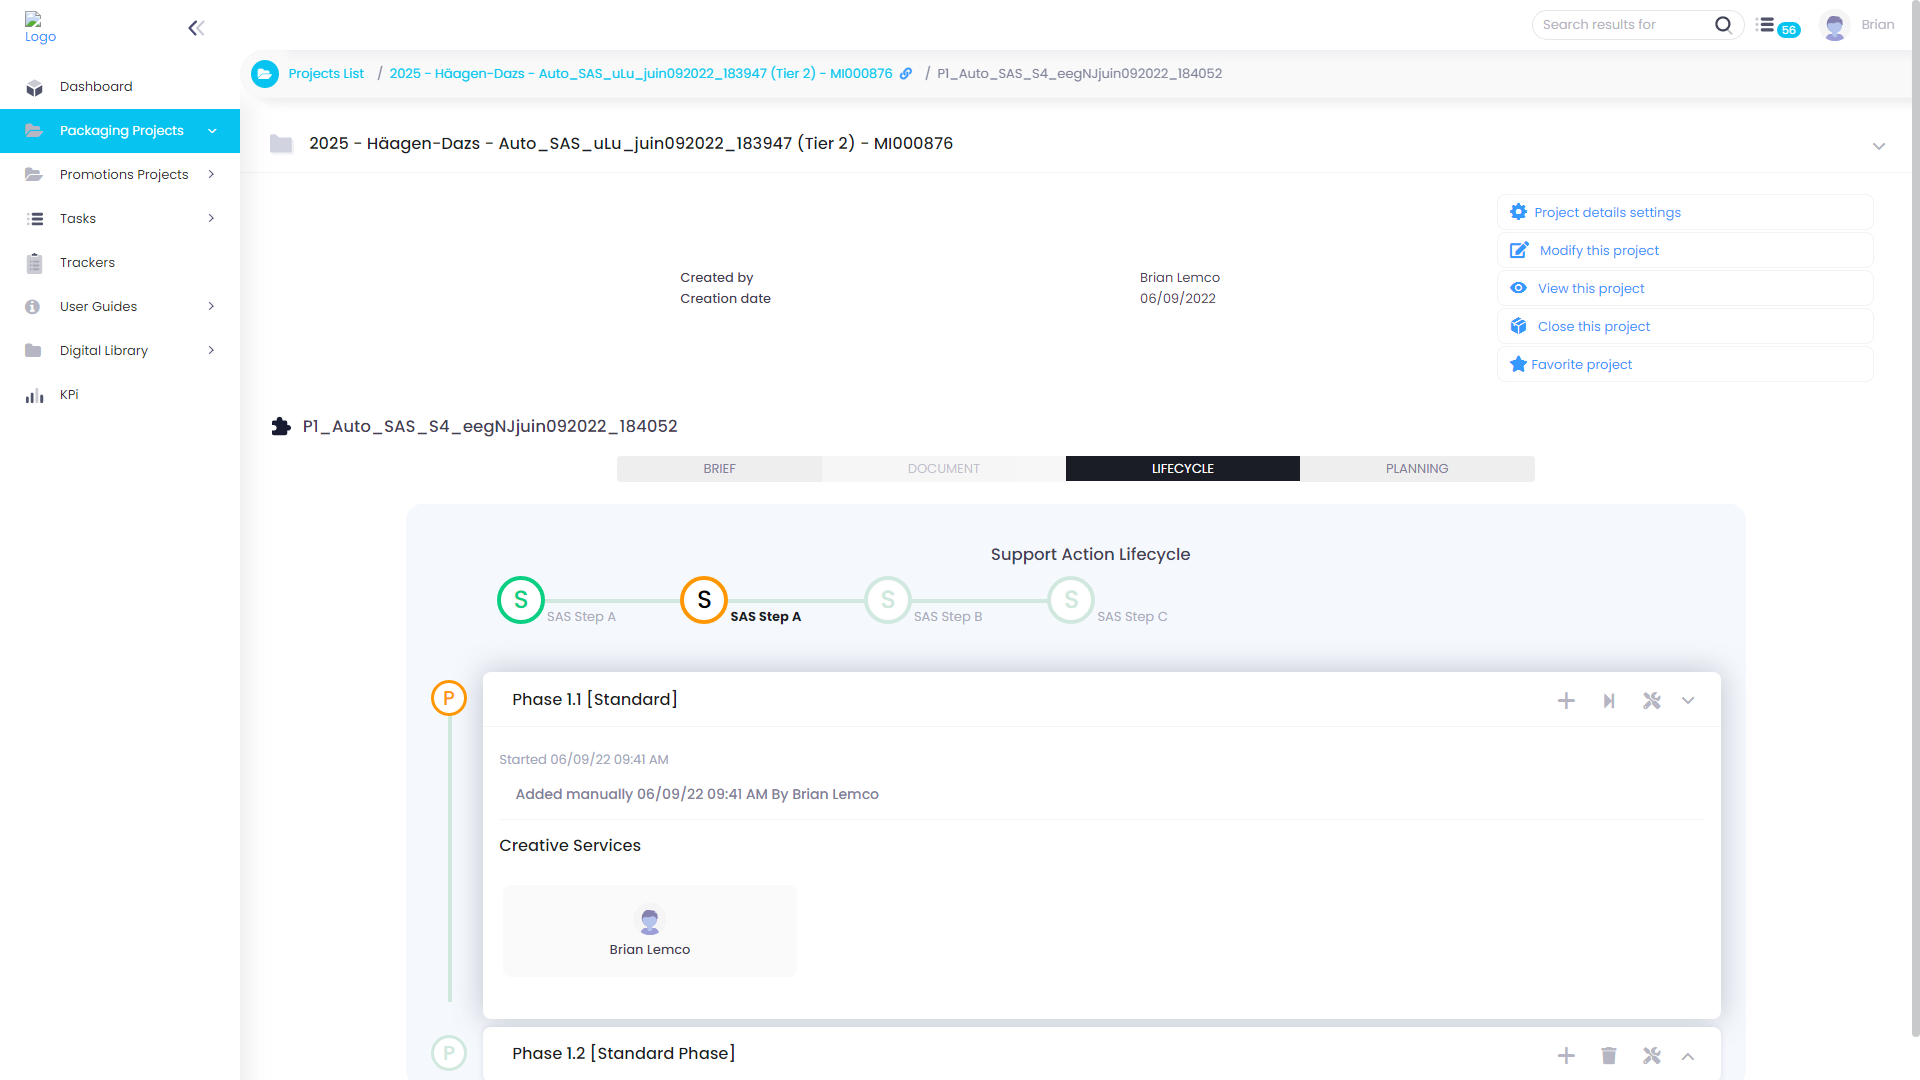 Logo
Search results for
56
Brian
Dashboard
Packaging Projects
Promotions Projects
Tasks
Trackers
User Guides
Digital Library
KPi
Projects List / 2025 - Häagen-Dazs - Auto_SAS_uLu_juin092022_183947 (Tier 2) - MI000876 / P1_Auto_SAS_S4_eegNJjuin092022_184052
2025 - Häagen-Dazs - Auto_SAS_uLu_juin092022_183947 (Tier 2) - MI000876
Created by Brian Lemco
Creation date 06/09/2022
Project details settings
Modify this project
View this project
Close this project
Favorite project
P1_Auto_SAS_S4_eegNJjuin092022_184052
BRIEF DOCUMENT LIFECYCLE PLANNING
Support Action Lifecycle
S SAS Step A S SAS Step A S SAS Step B S SAS Step C
P Phase 1.1 [Standard]
Started 06/09/22 09:41 AM
Added manually 06/09/22 09:41 AM By Brian Lemco
Creative Services
Brian Lemco
P Phase 1.2 [Standard Phase]